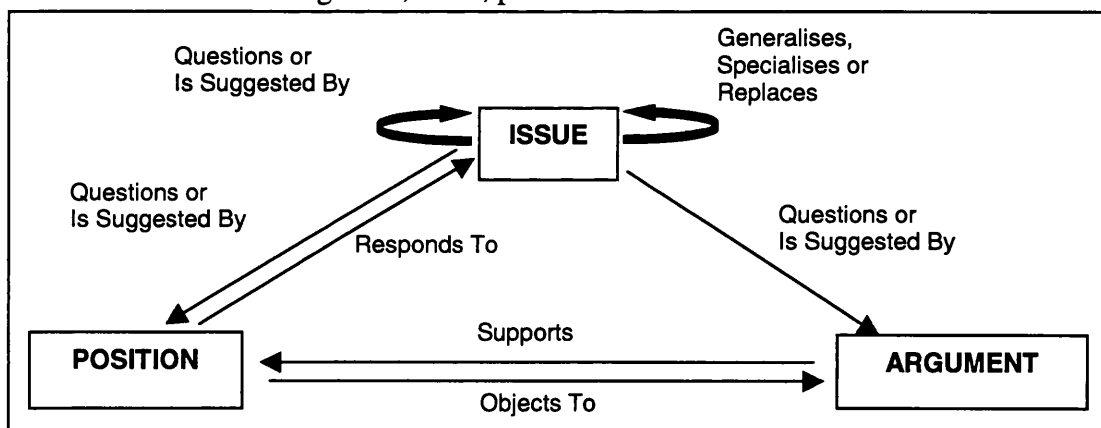 Questions or
Is Suggested By
Generalises,
Specialises or
Replaces
ISSUE
Questions or
Is Suggested By
Responds To
Questions or
Is Suggested By
POSITION
Supports
ARGUMENT
Objects To